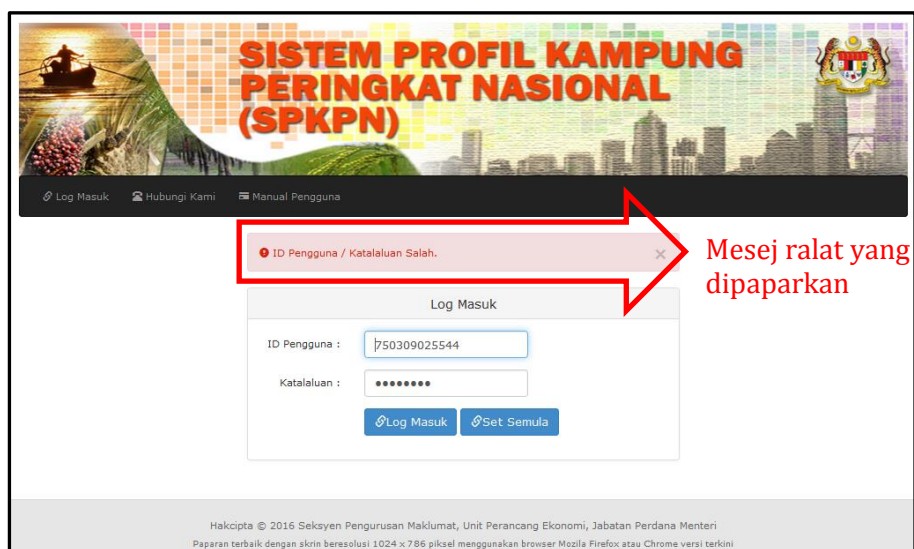 SISTEM PROFIL KAMPUNG
PERINGKAT NASIONAL
(SPKPN)
Log Masuk Hubungi Kami Manual Pengguna
ID Pengguna / Katalaluan Salah. ×
Mesej ralat yang
dipaparkan
Log Masuk
ID Pengguna : 750309025544
Katalaluan : ••••••••
Log Masuk Set Semula
Hakcipta © 2016 Seksyen Pengurusan Maklumat, Unit Perancang Ekonomi, Jabatan Perdana Menteri
Paparan terbaik dengan skrin beresolusi 1024 x 786 piksel menggunakan browser Mozila Firefox atau Chrome versi terkini